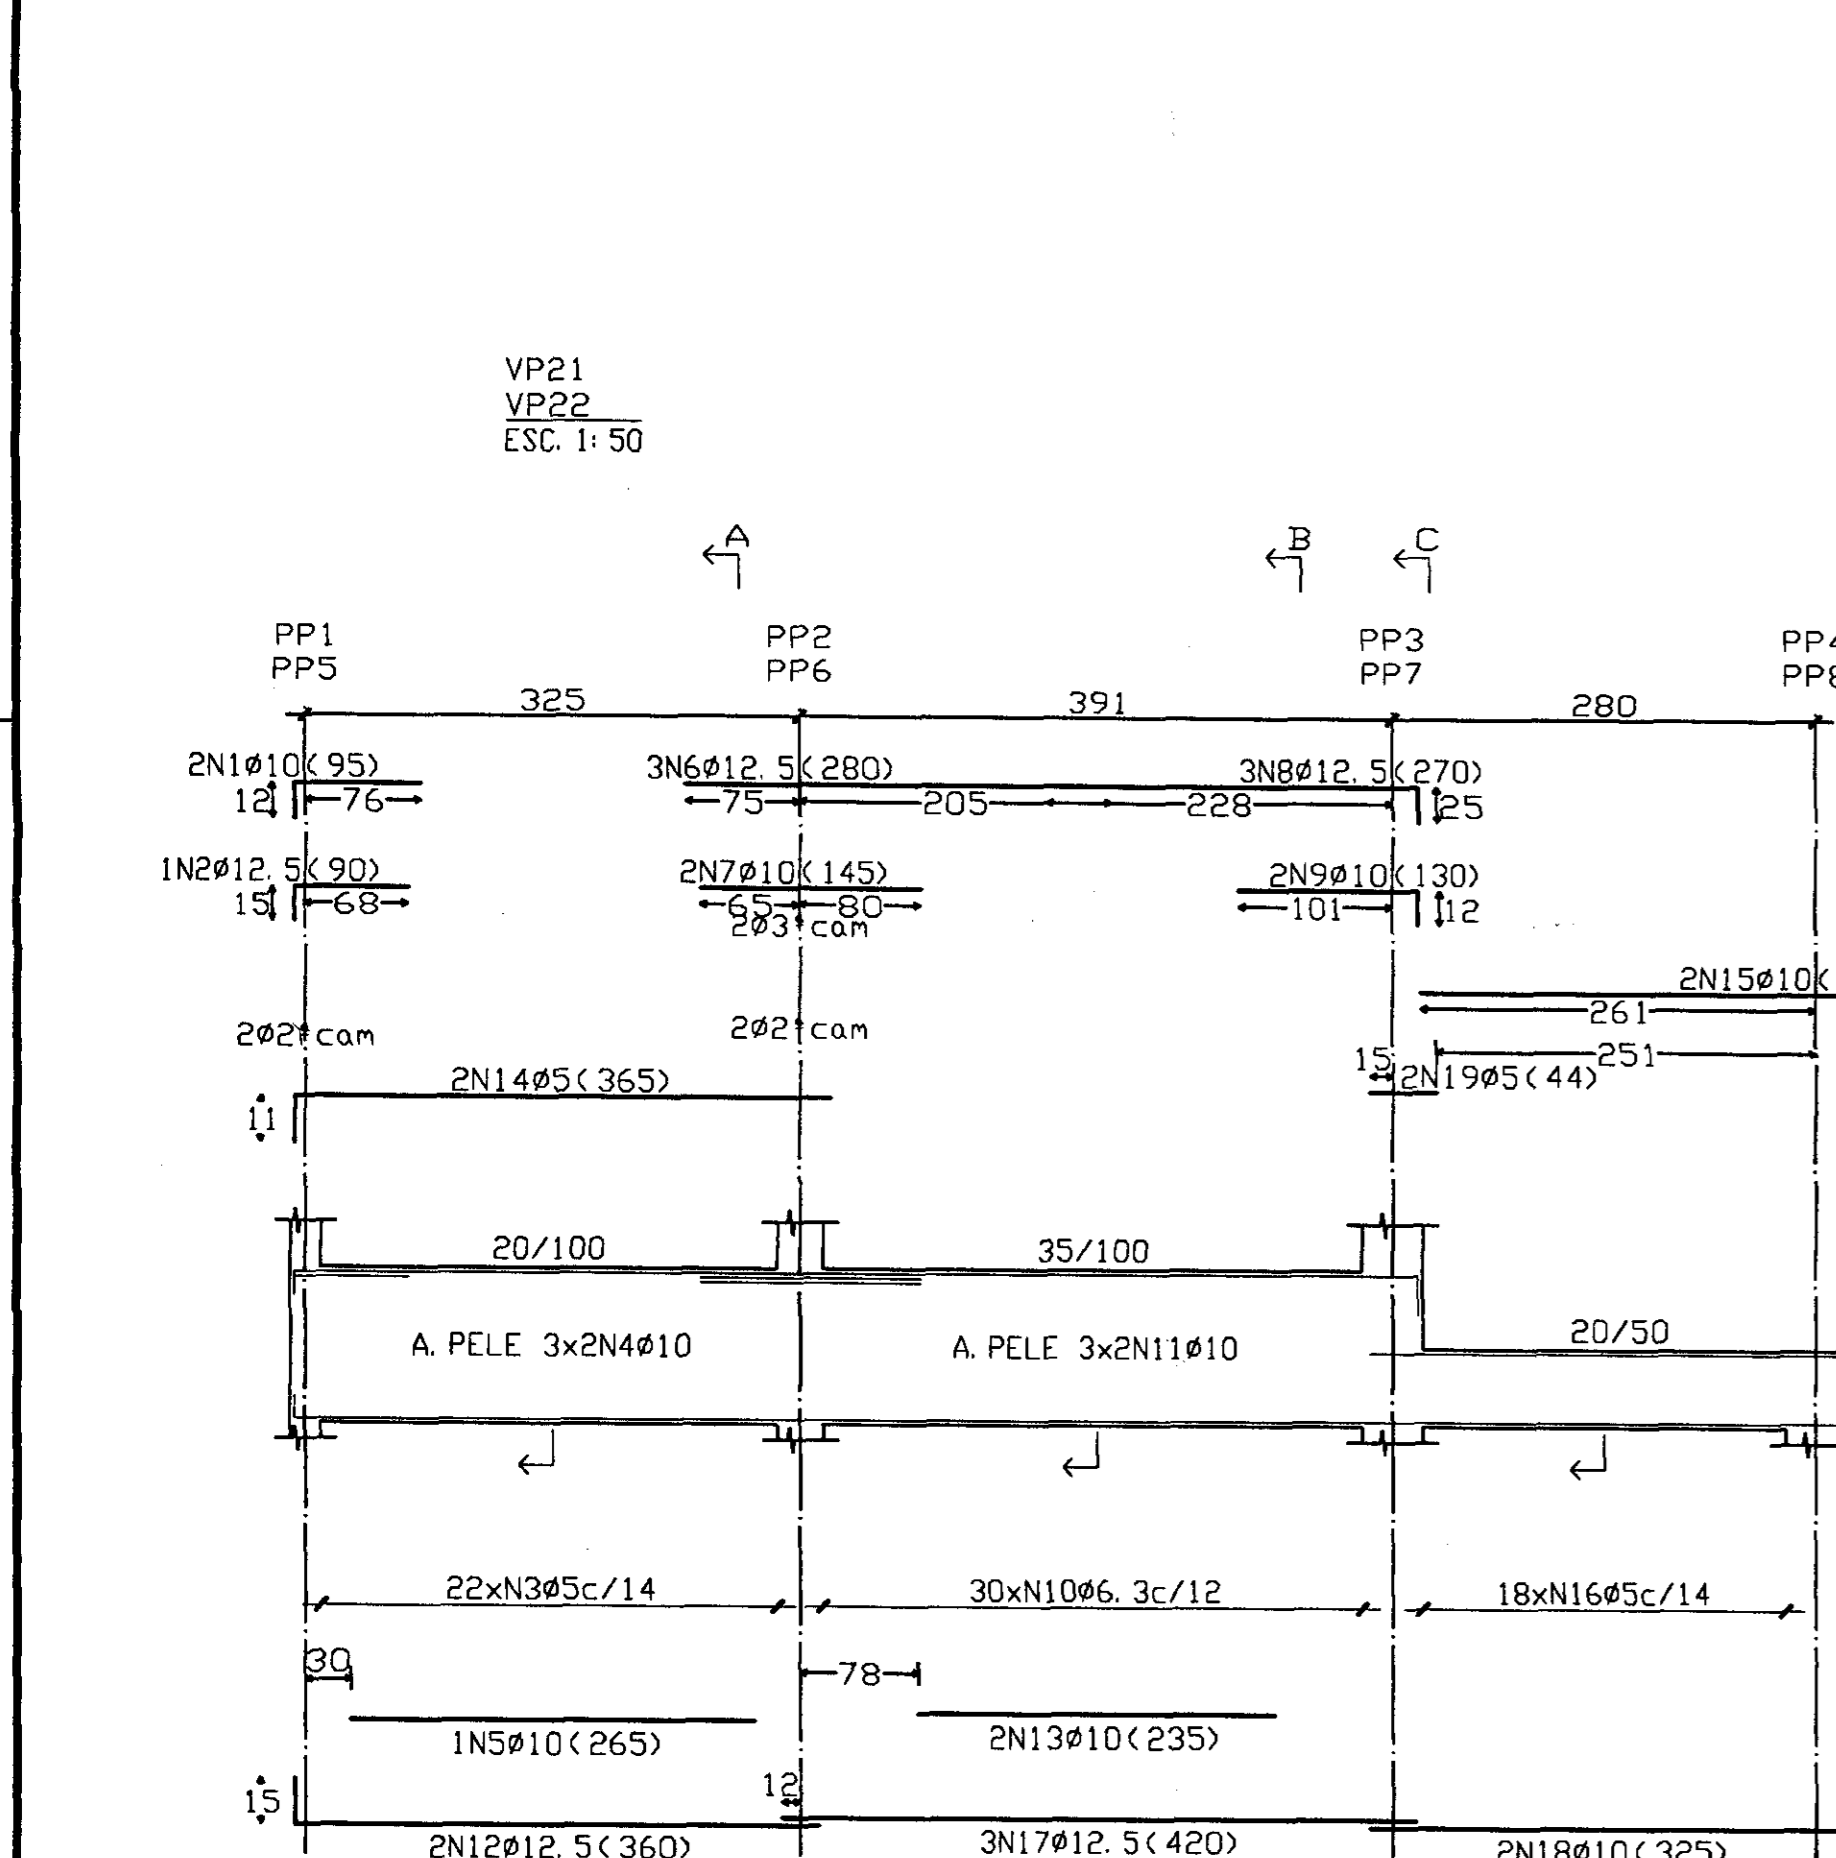 VP21
VP22
ESC. 1:50
A B C
PP1 PP2 PP3 PP4
PP5 PP6 PP7 PP8
325 391 280
2N1ø10(95) 3N6ø12.5(280) 3N8ø12.5(270)
12 76 75 205 228 25
1N2ø12.5(90) 2N7ø10(145) 2N9ø10(130)
15 68 65 80 101 12
2ø3 cam
2N15ø10(
261
2ø2 cam 2ø2 cam
15 251
2N14ø5(365) 2N19ø5(44)
11
20/100 35/100
20/50
A. PELE 3x2N4ø10 A. PELE 3x2N11ø10
22xN3ø5c/14 30xN10ø6.3c/12 18xN16ø5c/14
30 78
1N5ø10(265) 2N13ø10(235)
15 12
2N12ø12.5(360) 3N17ø12.5(420) 2N18ø10(325)